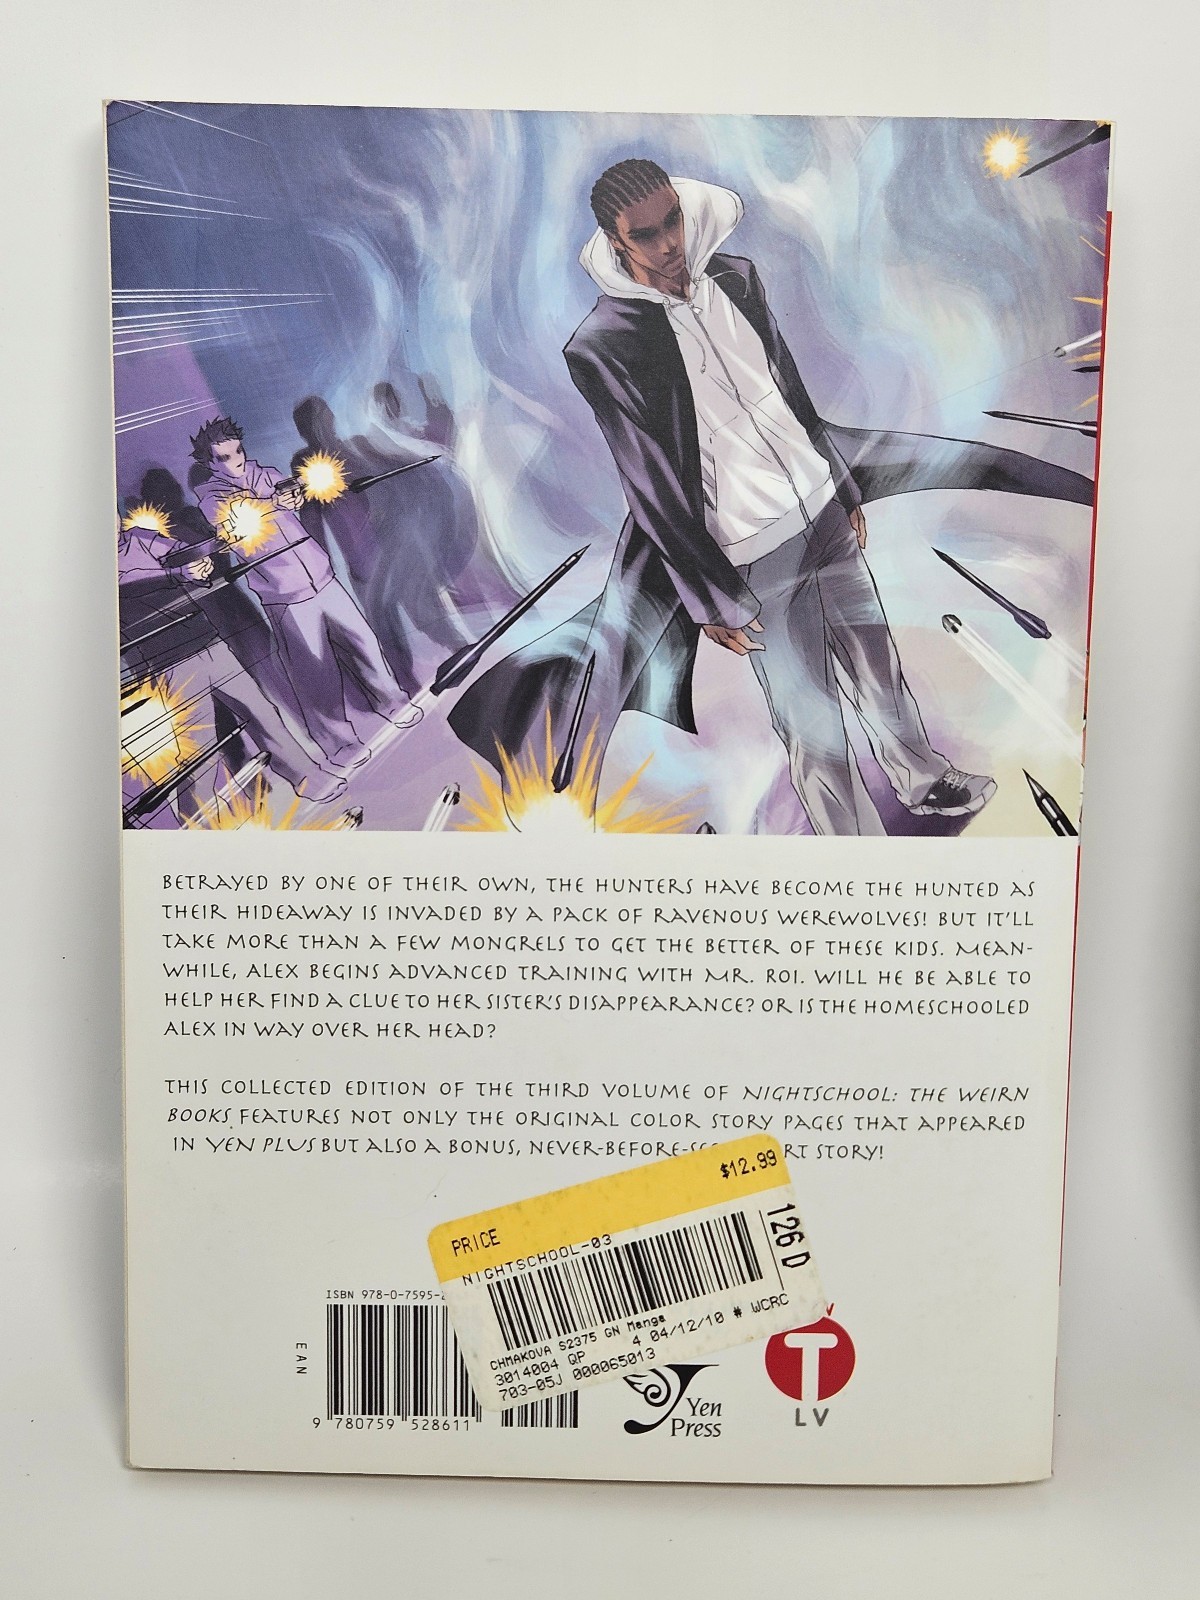 BETRAYED BY ONE OF THEIR OWN, THE HUNTERS HAVE BECOME THE HUNTED AS
THEIR HIDEAWAY IS INVADED BY A PACK OF RAVENOUS WEREWOLVES! BUT IT'LL
TAKE MORE THAN A FEW MONGRELS TO GET THE BETTER OF THESE KIDS. MEAN-
WHILE, ALEX BEGINS ADVANCED TRAINING WITH MR. ROI. WILL HE BE ABLE TO
HELP HER FIND A CLUE TO HER SISTER'S DISAPPEARANCE? OR IS THE HOMESCHOOLED
ALEX IN WAY OVER HER HEAD?
THIS COLLECTED EDITION OF THE THIRD VOLUME OF NIGHTSCHOOL: THE WEIRN
BOOKS FEATURES NOT ONLY THE ORIGINAL COLOR STORY PAGES THAT APPEARED
IN YEN PLUS BUT ALSO A BONUS, NEVER-BEFORE- STORY!
$12.99
PRICE
NIGHTSCHOOL-03
126 D
CHMAKOVA S2375 GN Manga
3014004 QP 4 04/12/10 # WCRC
703-05J 000065013
ISBN 978-0-7595-
EAN
9 780759 528611
Yen
Press
T
LV